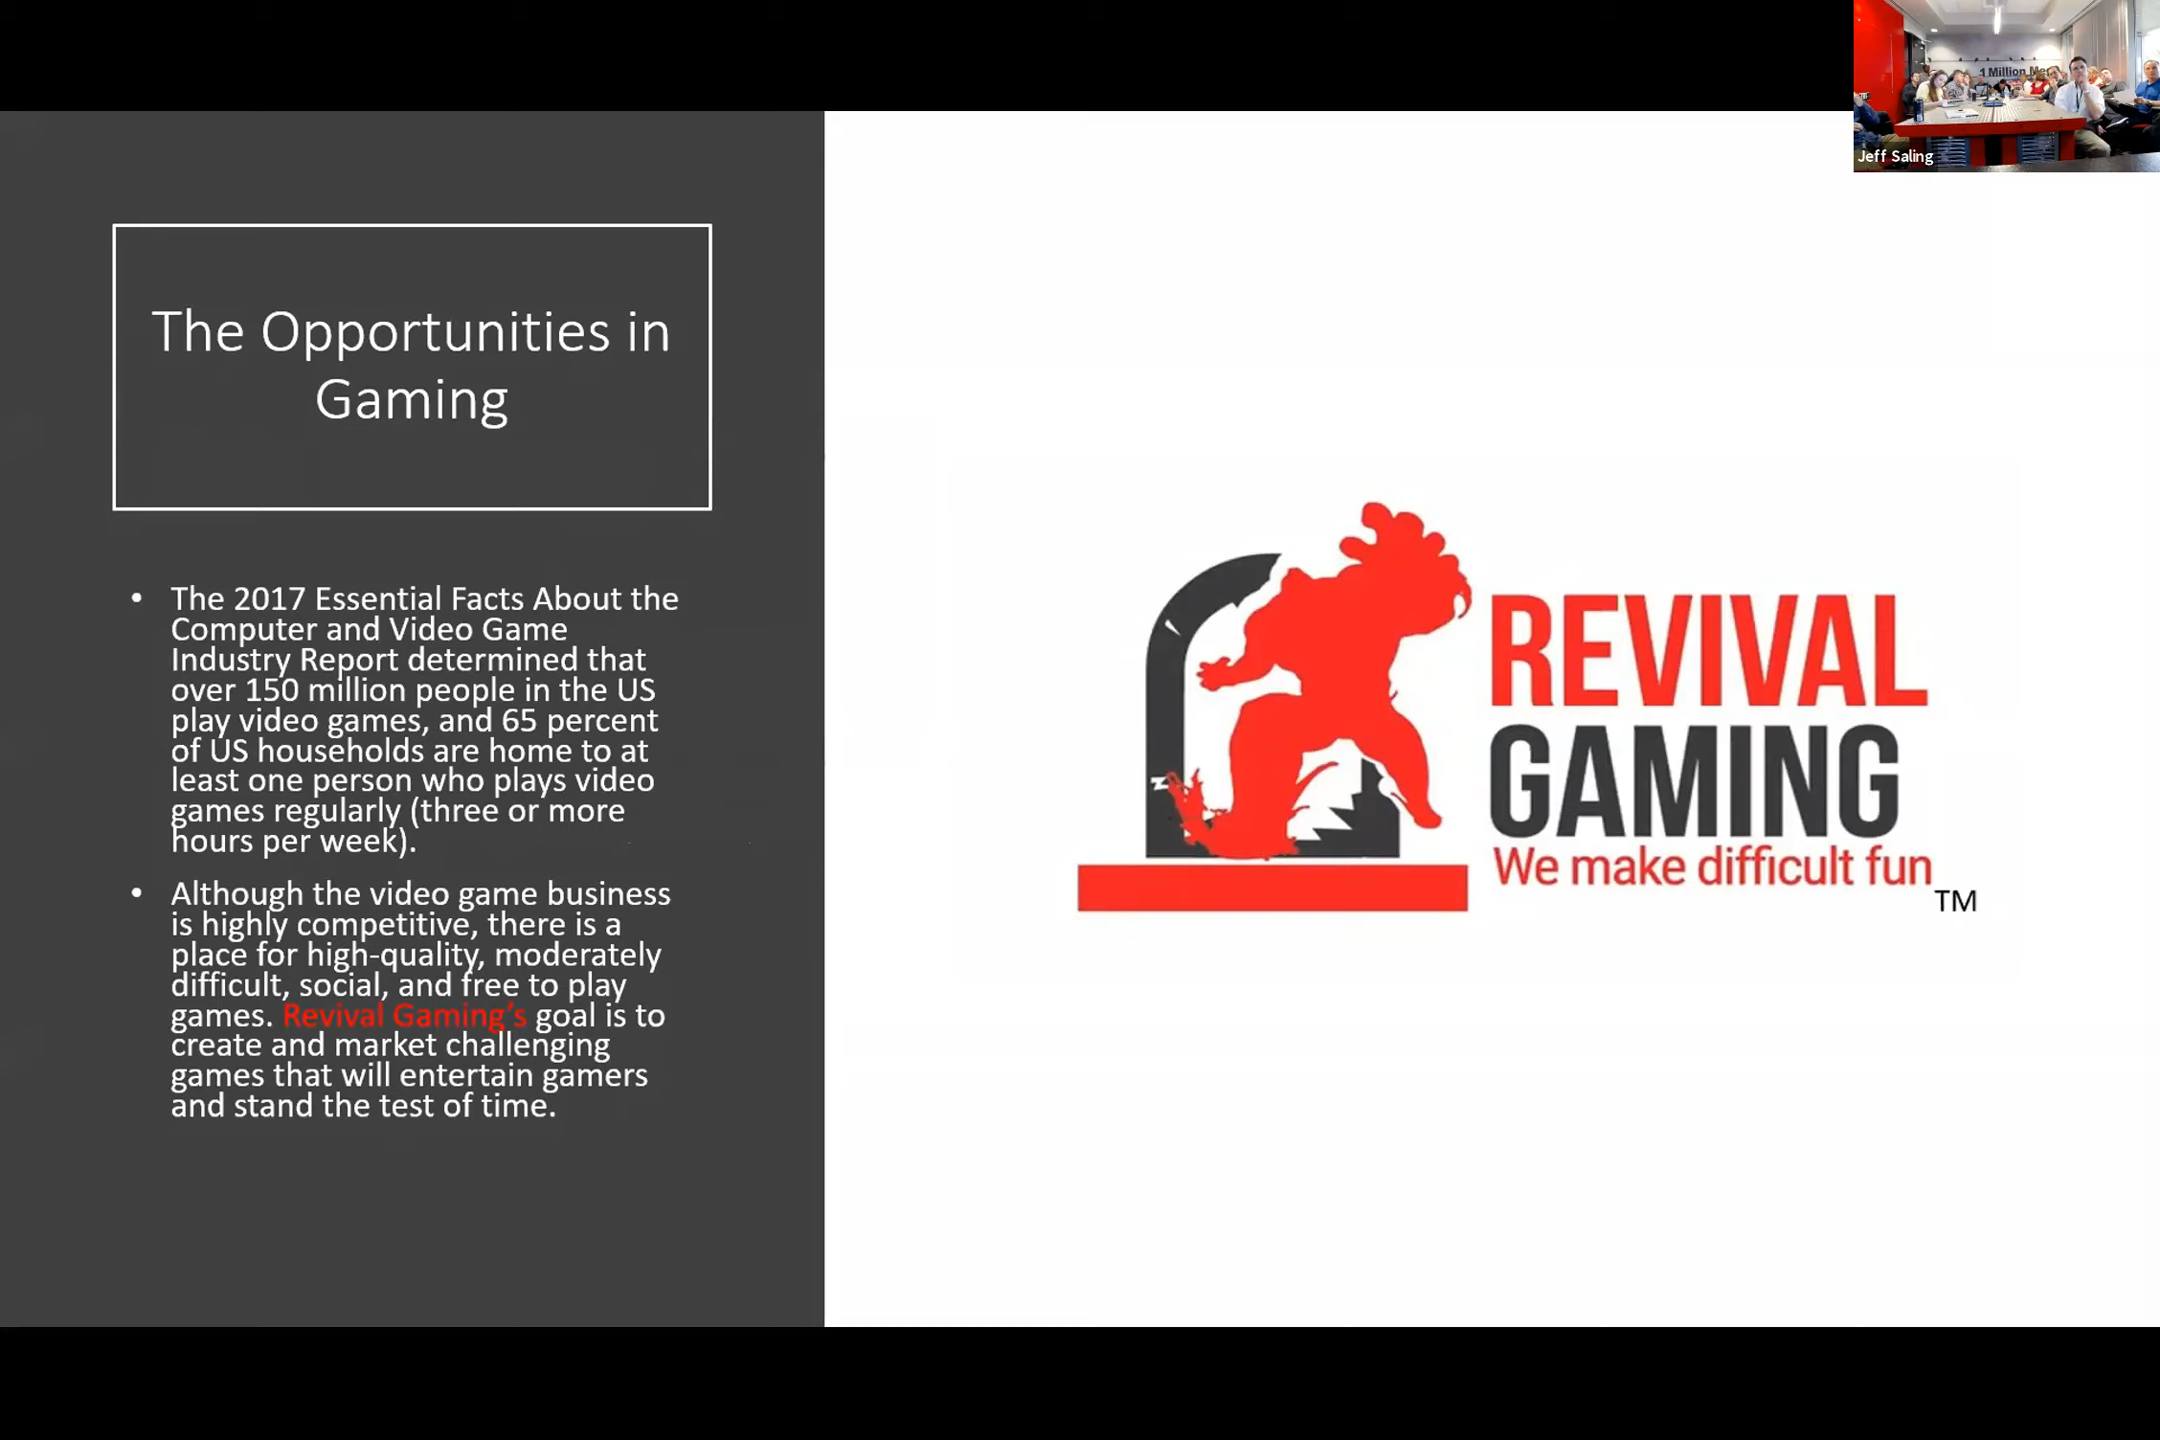 The Opportunities in
Gaming
• The 2017 Essential Facts About the
Computer and Video Game
Industry Report determined that
over 150 million people in the US
play video games, and 65 percent
of US households are home to at
least one person who plays video
games regularly (three or more
hours per week).
• Although the video game business
is highly competitive, there is a
place for high-quality, moderately
difficult, social, and free to play
games. Revival Gaming's goal is to
create and market challenging
games that will entertain gamers
and stand the test of time.
REVIVAL
GAMING
We make difficult fun
TM
1 Million
Jeff Saling